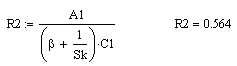 R2 := A1 / ((β + 1/Sk)·C1)    R2 = 0.564